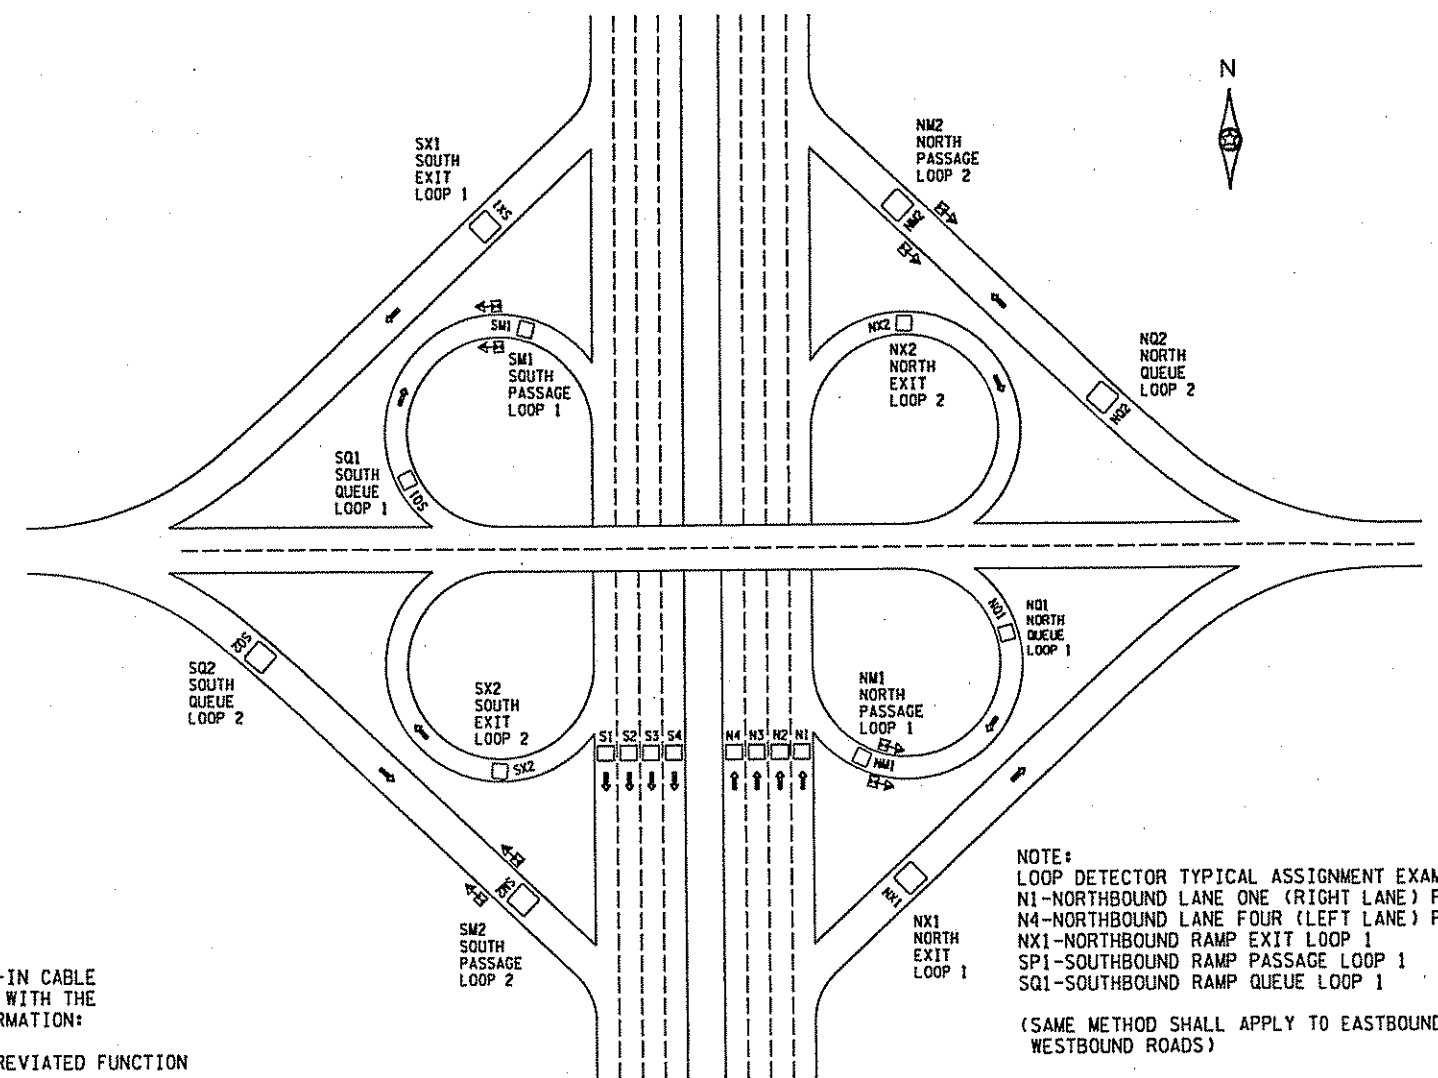 N
SX1
SOUTH
EXIT
LOOP 1
SX1
NM2
NORTH
PASSAGE
LOOP 2
NM2
SM1
SM1
SOUTH
PASSAGE
LOOP 1
NX2
NX2
NORTH
EXIT
LOOP 2
NQ2
NORTH
QUEUE
LOOP 2
NQ2
SQ1
SOUTH
QUEUE
LOOP 1
SQ1
SQ2
SQ2
SOUTH
QUEUE
LOOP 2
NQ1
NQ1
NORTH
QUEUE
LOOP 1
SX2
SOUTH
EXIT
LOOP 2
SX2
S1 S2 S3 S4
N4 N3 N2 N1
NM1
NORTH
PASSAGE
LOOP 1
NM1
SM2
SM2
SOUTH
PASSAGE
LOOP 2
NX1
NX1
NORTH
EXIT
LOOP 1
NOTE:
LOOP DETECTOR TYPICAL ASSIGNMENT EXAM
N1-NORTHBOUND LANE ONE (RIGHT LANE) F
N4-NORTHBOUND LANE FOUR (LEFT LANE) F
NX1-NORTHBOUND RAMP EXIT LOOP 1
SP1-SOUTHBOUND RAMP PASSAGE LOOP 1
SQ1-SOUTHBOUND RAMP QUEUE LOOP 1
(SAME METHOD SHALL APPLY TO EASTBOUND
WESTBOUND ROADS)
-IN CABLE
WITH THE
RMATION:
REVIATED FUNCTION